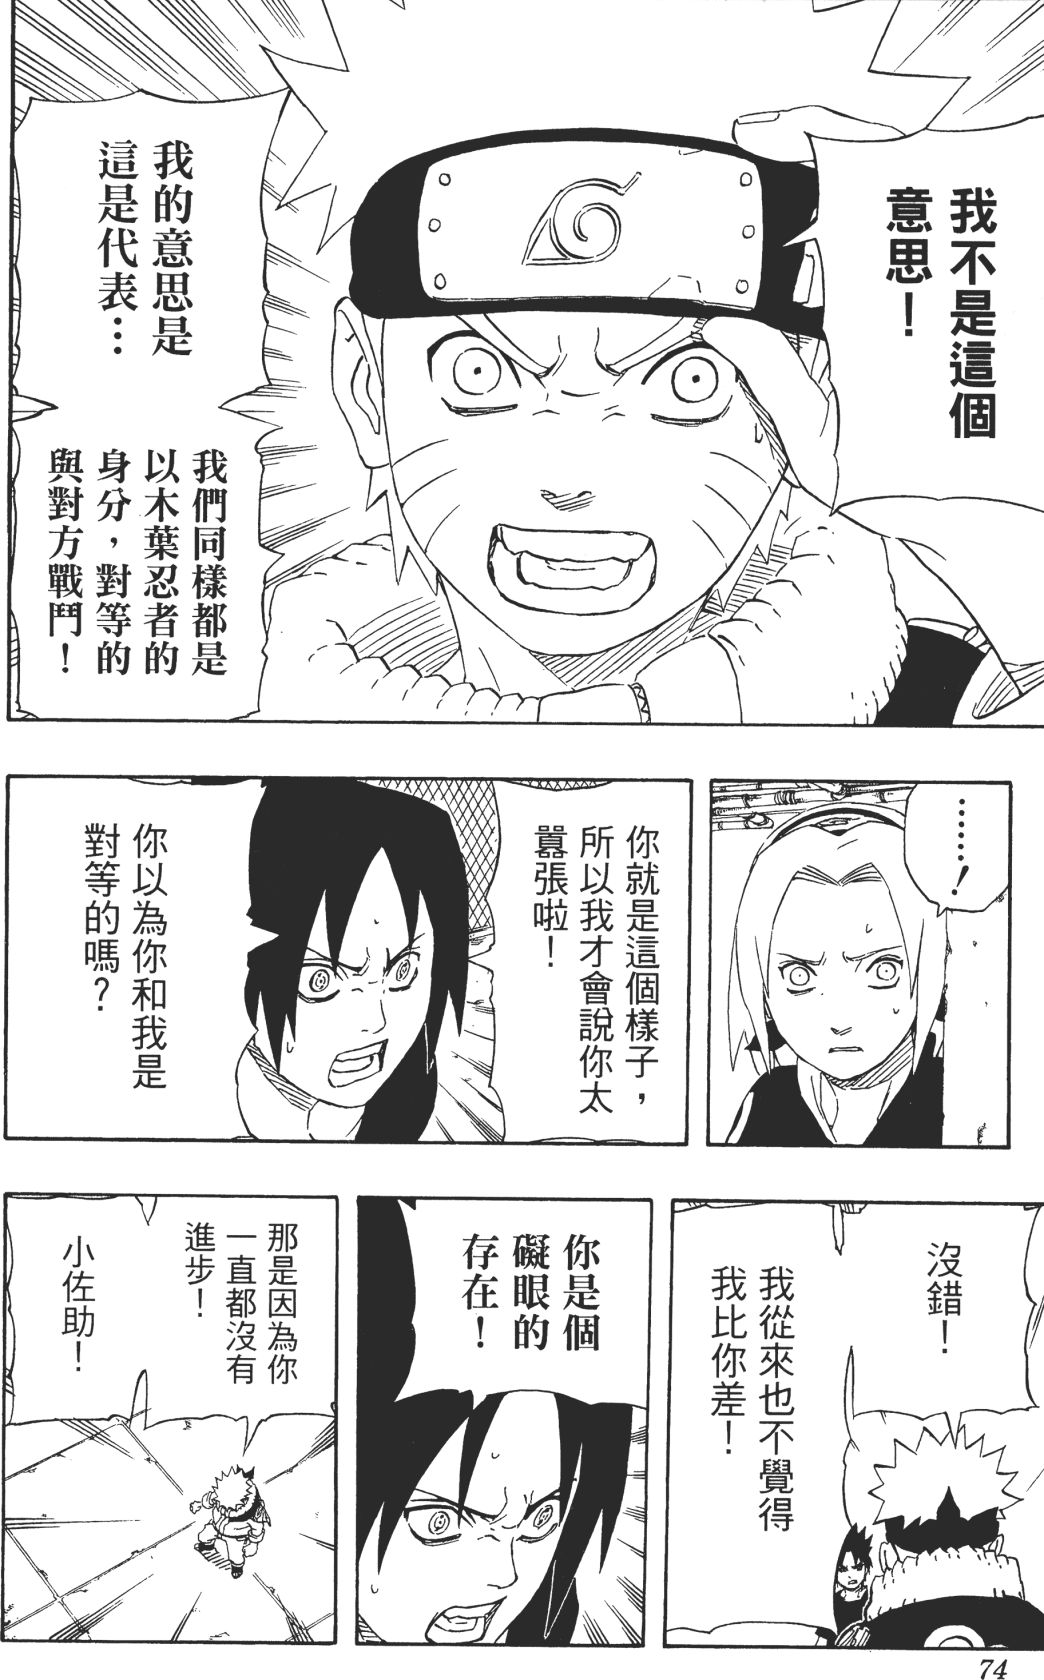 我不是這個
意思！
我的意思是
這是代表…
我們同樣都是
以木葉忍者的
身分，對等的
與對方戰鬥！
……！
你就是這個樣子，
所以我才會說你太
囂張啦！
你以為你和我是
對等的嗎？
沒錯！
我從來也不覺得
我比你差！
你是個
礙眼的
存在！
那是因為你
一直都沒有
進步！
小佐助！
74